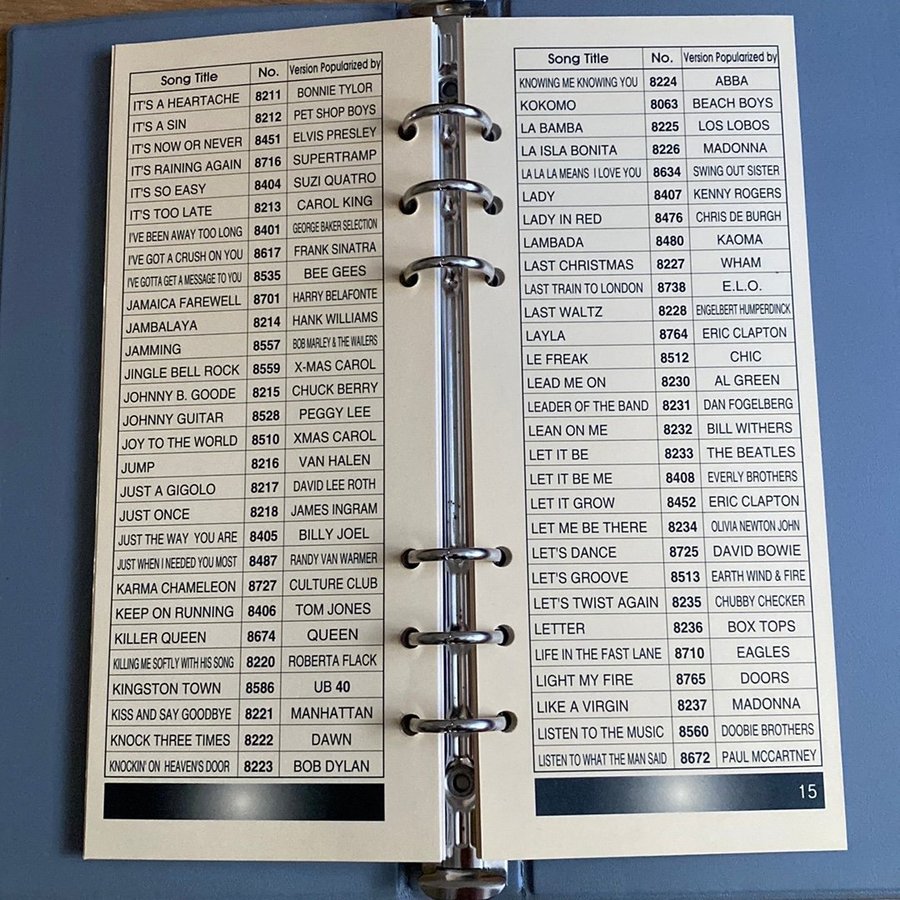 Song Title No. Version Popularized by
IT'S A HEARTACHE 8211 BONNIE TYLOR
IT'S A SIN 8212 PET SHOP BOYS
IT'S NOW OR NEVER 8451 ELVIS PRESLEY
IT'S RAINING AGAIN 8716 SUPERTRAMP
IT'S SO EASY 8404 SUZI QUATRO
IT'S TOO LATE 8213 CAROL KING
I'VE BEEN AWAY TOO LONG 8401 GEORGE BAKER SELECTION
I'VE GOT A CRUSH ON YOU 8617 FRANK SINATRA
I'VE GOTTA GET A MESSAGE TO YOU 8535 BEE GEES
JAMAICA FAREWELL 8701 HARRY BELAFONTE
JAMBALAYA 8214 HANK WILLIAMS
JAMMING 8557 BOB MARLEY & THE WAILERS
JINGLE BELL ROCK 8559 X-MAS CAROL
JOHNNY B. GOODE 8215 CHUCK BERRY
JOHNNY GUITAR 8528 PEGGY LEE
JOY TO THE WORLD 8510 XMAS CAROL
JUMP 8216 VAN HALEN
JUST A GIGOLO 8217 DAVID LEE ROTH
JUST ONCE 8218 JAMES INGRAM
JUST THE WAY YOU ARE 8405 BILLY JOEL
JUST WHEN I NEEDED YOU MOST 8487 RANDY VAN WARMER
KARMA CHAMELEON 8727 CULTURE CLUB
KEEP ON RUNNING 8406 TOM JONES
KILLER QUEEN 8674 QUEEN
KILLING ME SOFTLY WITH HIS SONG 8220 ROBERTA FLACK
KINGSTON TOWN 8586 UB 40
KISS AND SAY GOODBYE 8221 MANHATTAN
KNOCK THREE TIMES 8222 DAWN
KNOCKIN' ON HEAVEN'S DOOR 8223 BOB DYLAN
Song Title No. Version Popularized by
KNOWING ME KNOWING YOU 8224 ABBA
KOKOMO 8063 BEACH BOYS
LA BAMBA 8225 LOS LOBOS
LA ISLA BONITA 8226 MADONNA
LA LA LA MEANS I LOVE YOU 8634 SWING OUT SISTER
LADY 8407 KENNY ROGERS
LADY IN RED 8476 CHRIS DE BURGH
LAMBADA 8480 KAOMA
LAST CHRISTMAS 8227 WHAM
LAST TRAIN TO LONDON 8738 E.L.O.
LAST WALTZ 8228 ENGELBERT HUMPERDINCK
LAYLA 8764 ERIC CLAPTON
LE FREAK 8512 CHIC
LEAD ME ON 8230 AL GREEN
LEADER OF THE BAND 8231 DAN FOGELBERG
LEAN ON ME 8232 BILL WITHERS
LET IT BE 8233 THE BEATLES
LET IT BE ME 8408 EVERLY BROTHERS
LET IT GROW 8452 ERIC CLAPTON
LET ME BE THERE 8234 OLIVIA NEWTON JOHN
LET'S DANCE 8725 DAVID BOWIE
LET'S GROOVE 8513 EARTH WIND & FIRE
LET'S TWIST AGAIN 8235 CHUBBY CHECKER
LETTER 8236 BOX TOPS
LIFE IN THE FAST LANE 8710 EAGLES
LIGHT MY FIRE 8765 DOORS
LIKE A VIRGIN 8237 MADONNA
LISTEN TO THE MUSIC 8560 DOOBIE BROTHERS
LISTEN TO WHAT THE MAN SAID 8672 PAUL MCCARTNEY
15